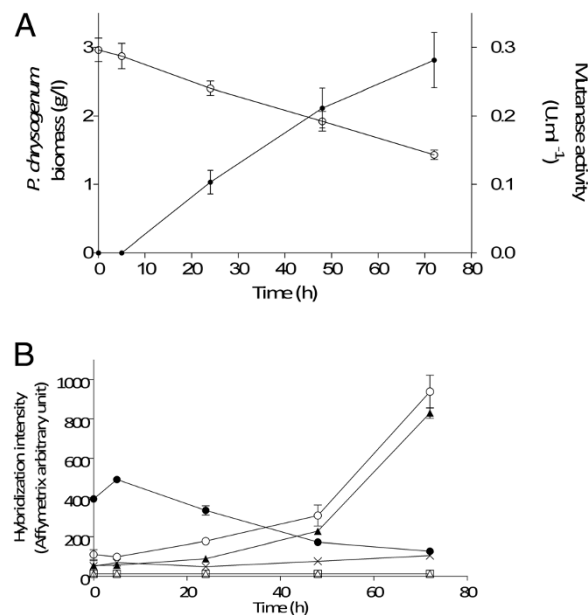 A
P. chrysogenum
biomass (g/l)
3
2
1
0
0.3
0.2
0.1
0.0
Mutanase activity
(U.ml⁻¹)
0 10 20 30 40 50 60 70 80
Time (h)
B
Hybridization intensity
(Affymetrix arbitrary unit)
1000
800
600
400
200
100
0
0 20 40 60 80
Time (h)